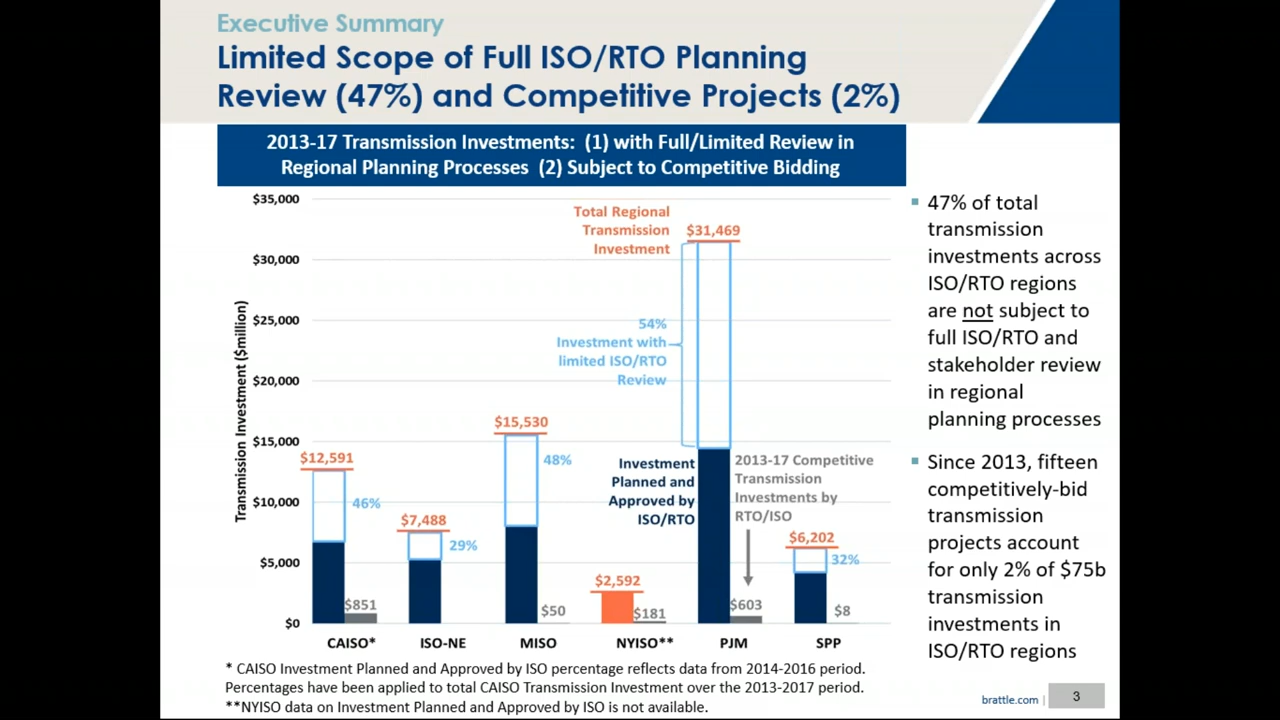 Executive Summary
Limited Scope of Full ISO/RTO Planning
Review (47%) and Competitive Projects (2%)
2013-17 Transmission Investments: (1) with Full/Limited Review in
Regional Planning Processes (2) Subject to Competitive Bidding
Transmission Investment ($million)
$35,000
$30,000
$25,000
$20,000
$15,000
$10,000
$5,000
$0
Total Regional
Transmission
Investment
$31,469
54%
Investment with
limited ISO/RTO
Review
$15,530
48%
$12,591
46%
$7,488
29%
Investment
Planned and
Approved by
ISO/RTO
2013-17 Competitive
Transmission
Investments by
RTO/ISO
$6,202
32%
$2,592
$851
$50
$181
$603
$8
CAISO*
ISO-NE
MISO
NYISO**
PJM
SPP
* CAISO Investment Planned and Approved by ISO percentage reflects data from 2014-2016 period.
Percentages have been applied to total CAISO Transmission Investment over the 2013-2017 period.
**NYISO data on Investment Planned and Approved by ISO is not available.
47% of total
transmission
investments across
ISO/RTO regions
are not subject to
full ISO/RTO and
stakeholder review
in regional
planning processes
Since 2013, fifteen
competitively-bid
transmission
projects account
for only 2% of $75b
transmission
investments in
ISO/RTO regions
brattle.com | 3